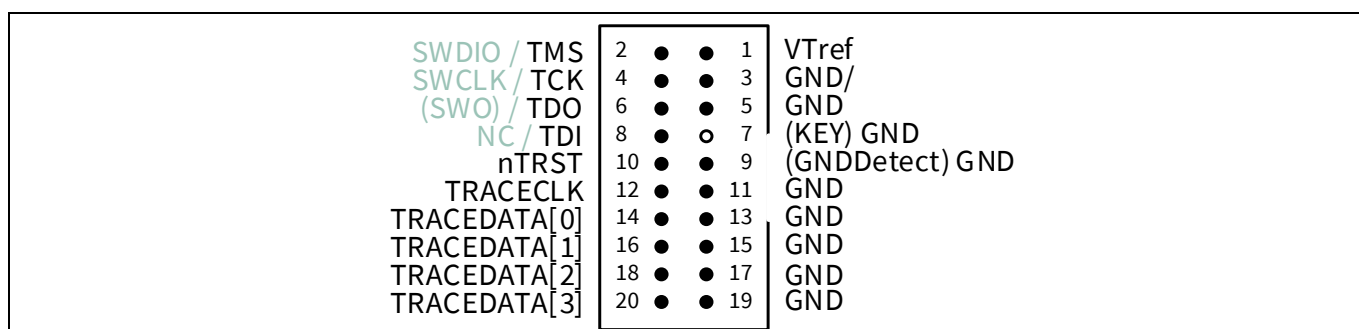 SWDIO / TMS 2 1 VTref
SWCLK / TCK 4 3 GND/
(SWO) / TDO 6 5 GND
NC / TDI 8 7 (KEY) GND
nTRST 10 9 (GNDDetect) GND
TRACECLK 12 11 GND
TRACEDATA[0] 14 13 GND
TRACEDATA[1] 16 15 GND
TRACEDATA[2] 18 17 GND
TRACEDATA[3] 20 19 GND